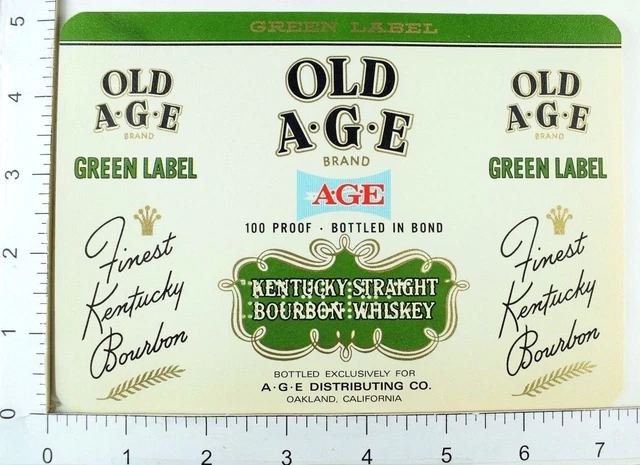 GREEN LABEL
OLD
A·G·E
BRAND
GREEN LABEL
Finest
Kentucky
Bourbon
OLD
A·G·E
BRAND
A·G·E
100 PROOF · BOTTLED IN BOND
KENTUCKY STRAIGHT
BOURBON WHISKEY
BOTTLED EXCLUSIVELY FOR
A·G·E DISTRIBUTING CO.
OAKLAND, CALIFORNIA
OLD
A·G·E
BRAND
GREEN LABEL
Finest
Kentucky
Bourbon
5
4
3
2
1
0
0 1 2 3 4 5 6 7